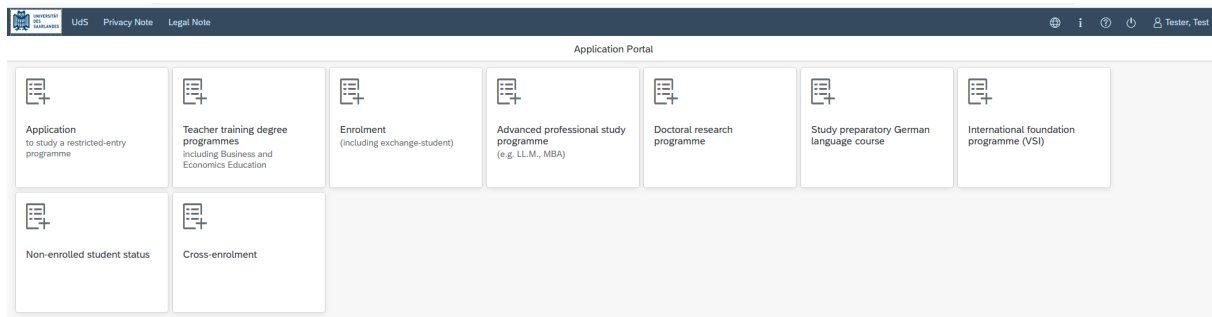 UNIVERSITÄT
DES
SAARLANDES
UdS Privacy Note Legal Note
Tester, Test
Application Portal
Application
to study a restricted-entry
programme
Teacher training degree
programmes
including Business and
Economics Education
Enrolment
(including exchange-student)
Advanced professional study
programme
(e.g. LL.M., MBA)
Doctoral research
programme
Study preparatory German
language course
International foundation
programme (VSI)
Non-enrolled student status
Cross-enrolment